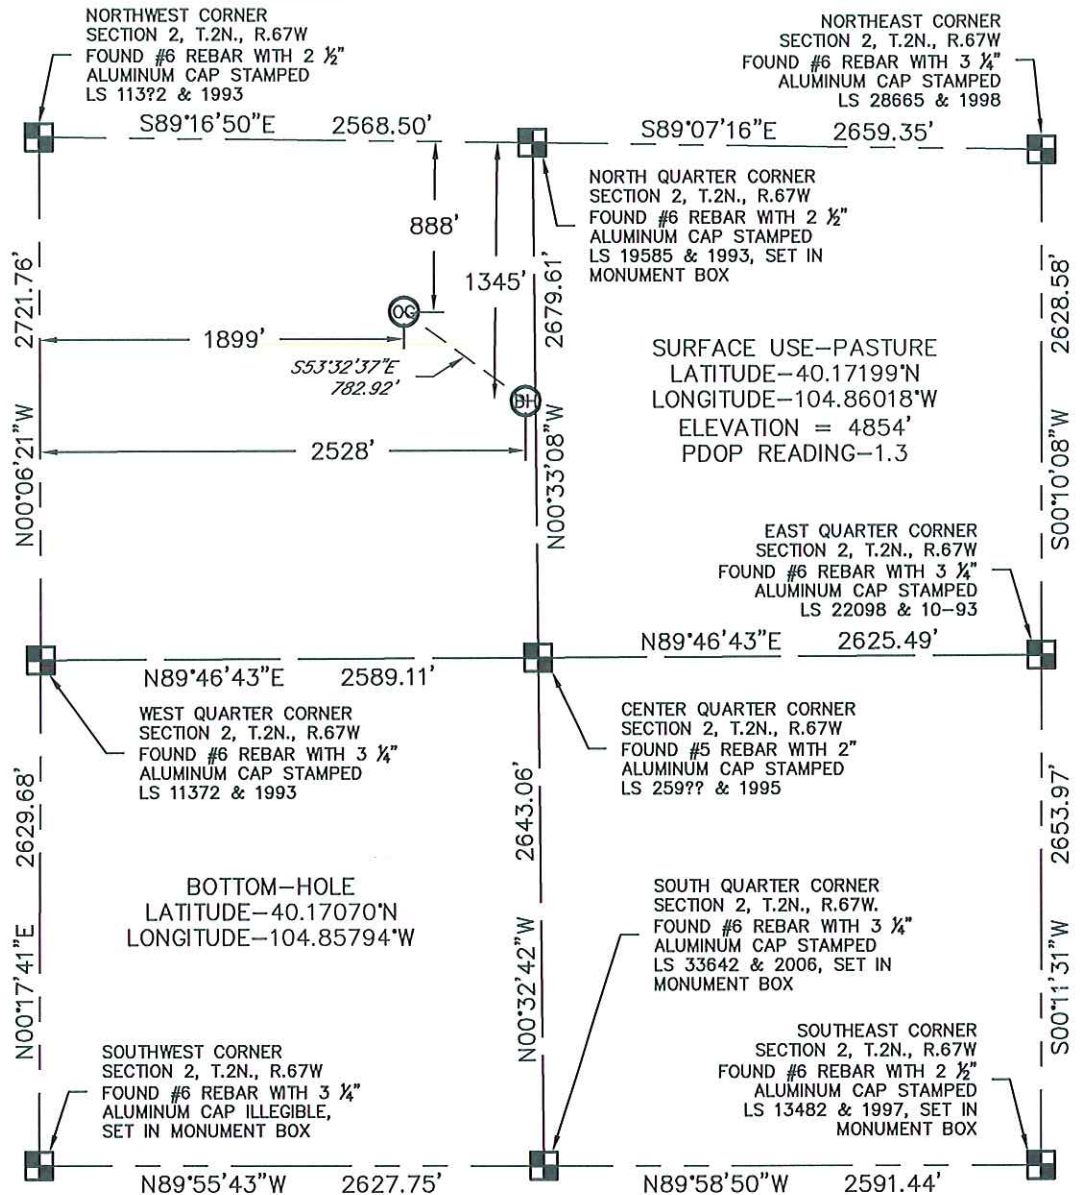 NORTHWEST CORNER
SECTION 2, T.2N., R.67W
FOUND #6 REBAR WITH 2 ½"
ALUMINUM CAP STAMPED
LS 113?2 & 1993
NORTHEAST CORNER
SECTION 2, T.2N., R.67W
FOUND #6 REBAR WITH 3 ¼"
ALUMINUM CAP STAMPED
LS 28665 & 1998
S89°16'50"E 2568.50'
S89°07'16"E 2659.35'
NORTH QUARTER CORNER
SECTION 2, T.2N., R.67W
FOUND #6 REBAR WITH 2 ½"
ALUMINUM CAP STAMPED
LS 19585 & 1993, SET IN
MONUMENT BOX
888'
1345'
N00°06'21"W 2721.76'
N00°33'08"W 2679.61'
S00°10'08"W 2628.58'
OG
1899'
S53°32'37"E
782.92'
BH
2528'
SURFACE USE-PASTURE
LATITUDE-40.17199°N
LONGITUDE-104.86018°W
ELEVATION = 4854'
PDOP READING-1.3
EAST QUARTER CORNER
SECTION 2, T.2N., R.67W
FOUND #6 REBAR WITH 3 ¼"
ALUMINUM CAP STAMPED
LS 22098 & 10-93
N89°46'43"E 2589.11'
N89°46'43"E 2625.49'
WEST QUARTER CORNER
SECTION 2, T.2N., R.67W
FOUND #6 REBAR WITH 3 ¼"
ALUMINUM CAP STAMPED
LS 11372 & 1993
CENTER QUARTER CORNER
SECTION 2, T.2N., R.67W
FOUND #5 REBAR WITH 2"
ALUMINUM CAP STAMPED
LS 259?? & 1995
N00°17'41"E 2629.68'
N00°32'42"W 2643.06'
S00°11'31"W 2653.97'
BOTTOM-HOLE
LATITUDE-40.17070°N
LONGITUDE-104.85794°W
SOUTH QUARTER CORNER
SECTION 2, T.2N., R.67W.
FOUND #6 REBAR WITH 3 ¼"
ALUMINUM CAP STAMPED
LS 33642 & 2006, SET IN
MONUMENT BOX
SOUTHWEST CORNER
SECTION 2, T.2N., R.67W
FOUND #6 REBAR WITH 3 ¼"
ALUMINUM CAP ILLEGIBLE,
SET IN MONUMENT BOX
SOUTHEAST CORNER
SECTION 2, T.2N., R.67W
FOUND #6 REBAR WITH 2 ½"
ALUMINUM CAP STAMPED
LS 13482 & 1997, SET IN
MONUMENT BOX
N89°55'43"W 2627.75'
N89°58'50"W 2591.44'